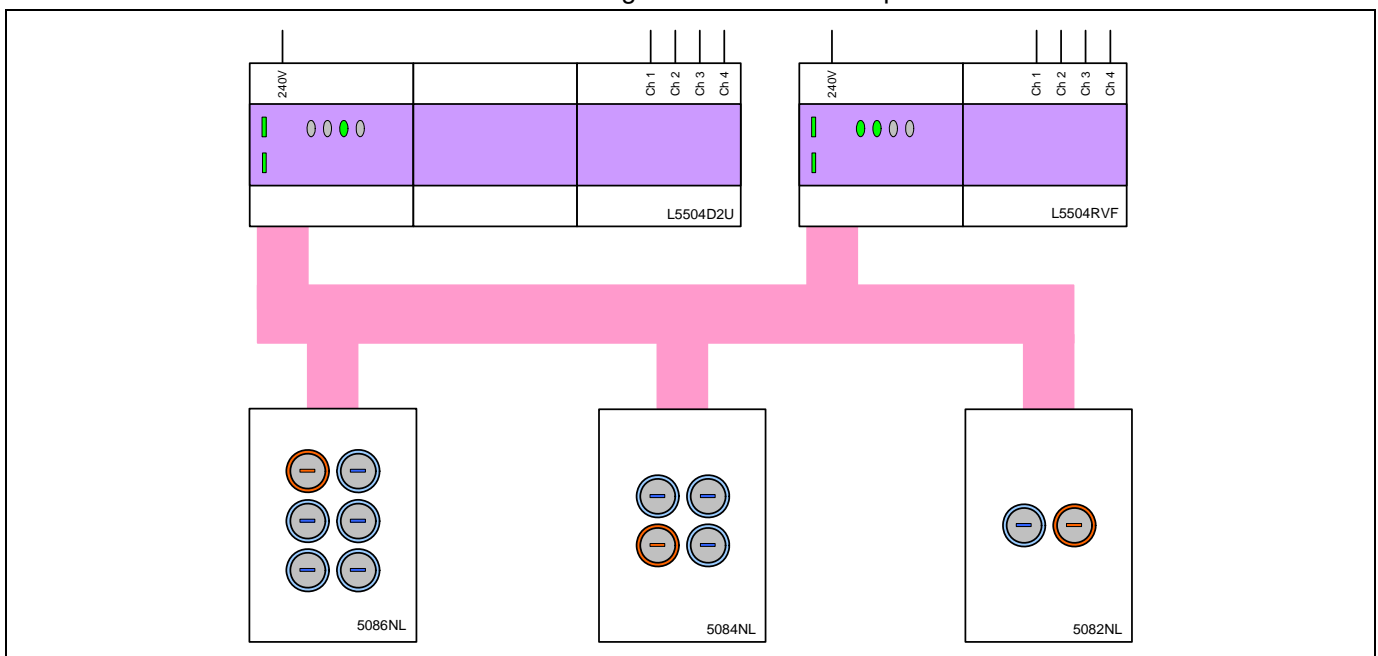 240V
Ch 1
Ch 2
Ch 3
Ch 4
L5504D2U
240V
Ch 1
Ch 2
Ch 3
Ch 4
L5504RVF
5086NL
5084NL
5082NL